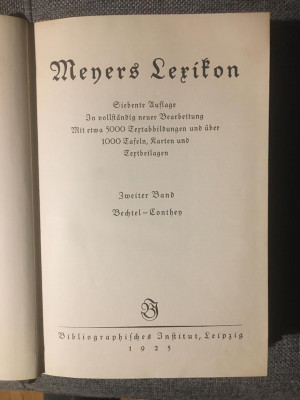 Meyers Lexikon
Siebente Auflage
In vollständig neuer Bearbeitung
Mit etwa 5000 Textabbildungen und über
1000 Tafeln, Karten und
Textbeilagen
Zweiter Band
Bechtel–Conthey
Bibliographisches Institut, Leipzig
1925